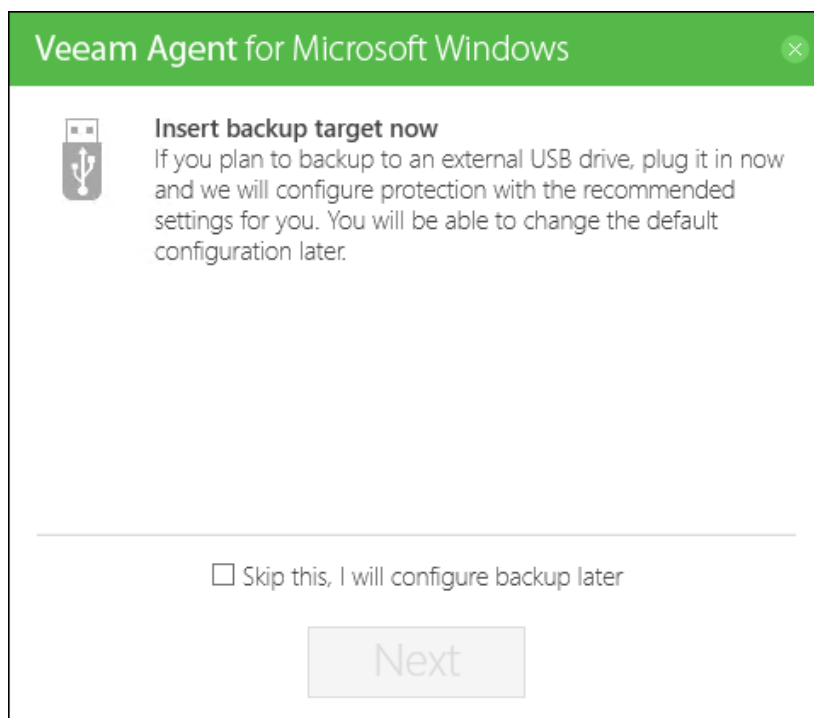 Veeam Agent for Microsoft Windows
Insert backup target now
If you plan to backup to an external USB drive, plug it in now
and we will configure protection with the recommended
settings for you. You will be able to change the default
configuration later.
Skip this, I will configure backup later
Next